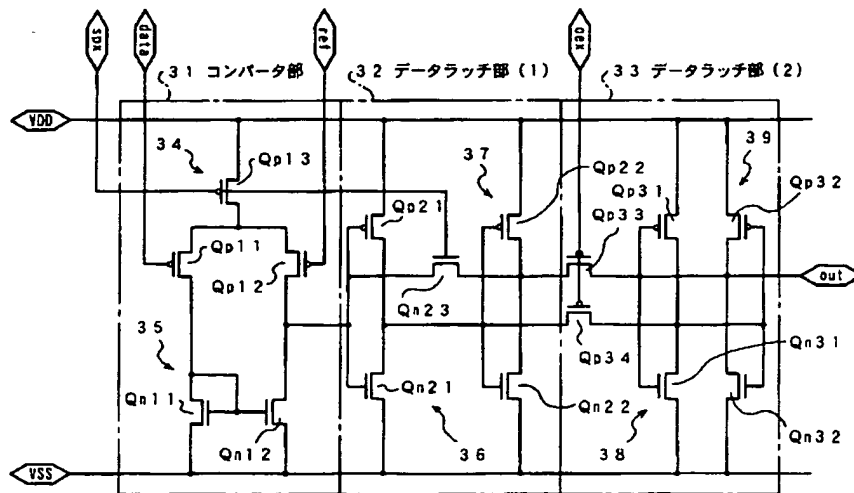 spx
data
ref
oex
31 コンバータ部
32 データラッチ部 (1)
33 データラッチ部 (2)
VDD
34
Qp13
37
Qp22
39
Qp21
Qp31
Qp32
Qp33
Qp11
Qp12
out
Qn23
Qp34
35
Qn31
Qn11
Qn21
Qn22
Qn12
36
38
Qn32
VSS